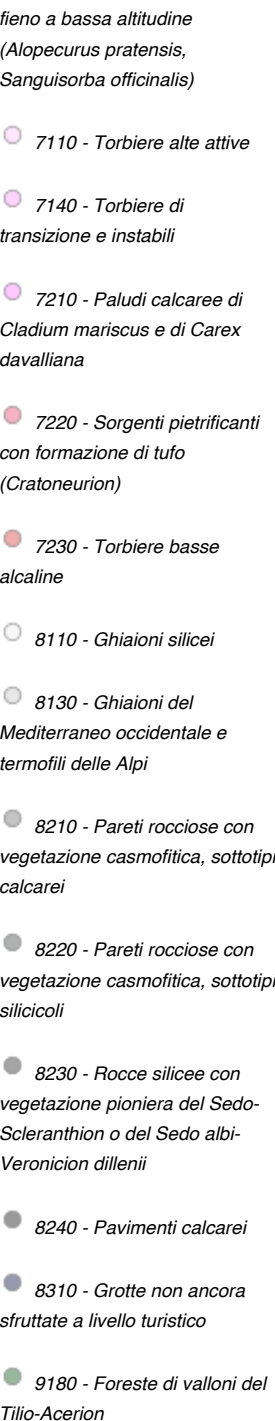 fieno a bassa altitudine
(Alopecurus pratensis,
Sanguisorba officinalis)
7110 - Torbiere alte attive
7140 - Torbiere di
transizione e instabili
7210 - Paludi calcaree di
Cladium mariscus e di Carex
davalliana
7220 - Sorgenti pietrificanti
con formazione di tufo
(Cratoneurion)
7230 - Torbiere basse
alcaline
8110 - Ghiaioni silicei
8130 - Ghiaioni del
Mediterraneo occidentale e
termofili delle Alpi
8210 - Pareti rocciose con
vegetazione casmofitica, sottotipi
calcarei
8220 - Pareti rocciose con
vegetazione casmofitica, sottotipi
silicicoli
8230 - Rocce silicee con
vegetazione pioniera del Sedo-
Scleranthion o del Sedo albi-
Veronicion dillenii
8240 - Pavimenti calcarei
8310 - Grotte non ancora
sfruttate a livello turistico
9180 - Foreste di valloni del
Tilio-Acerion